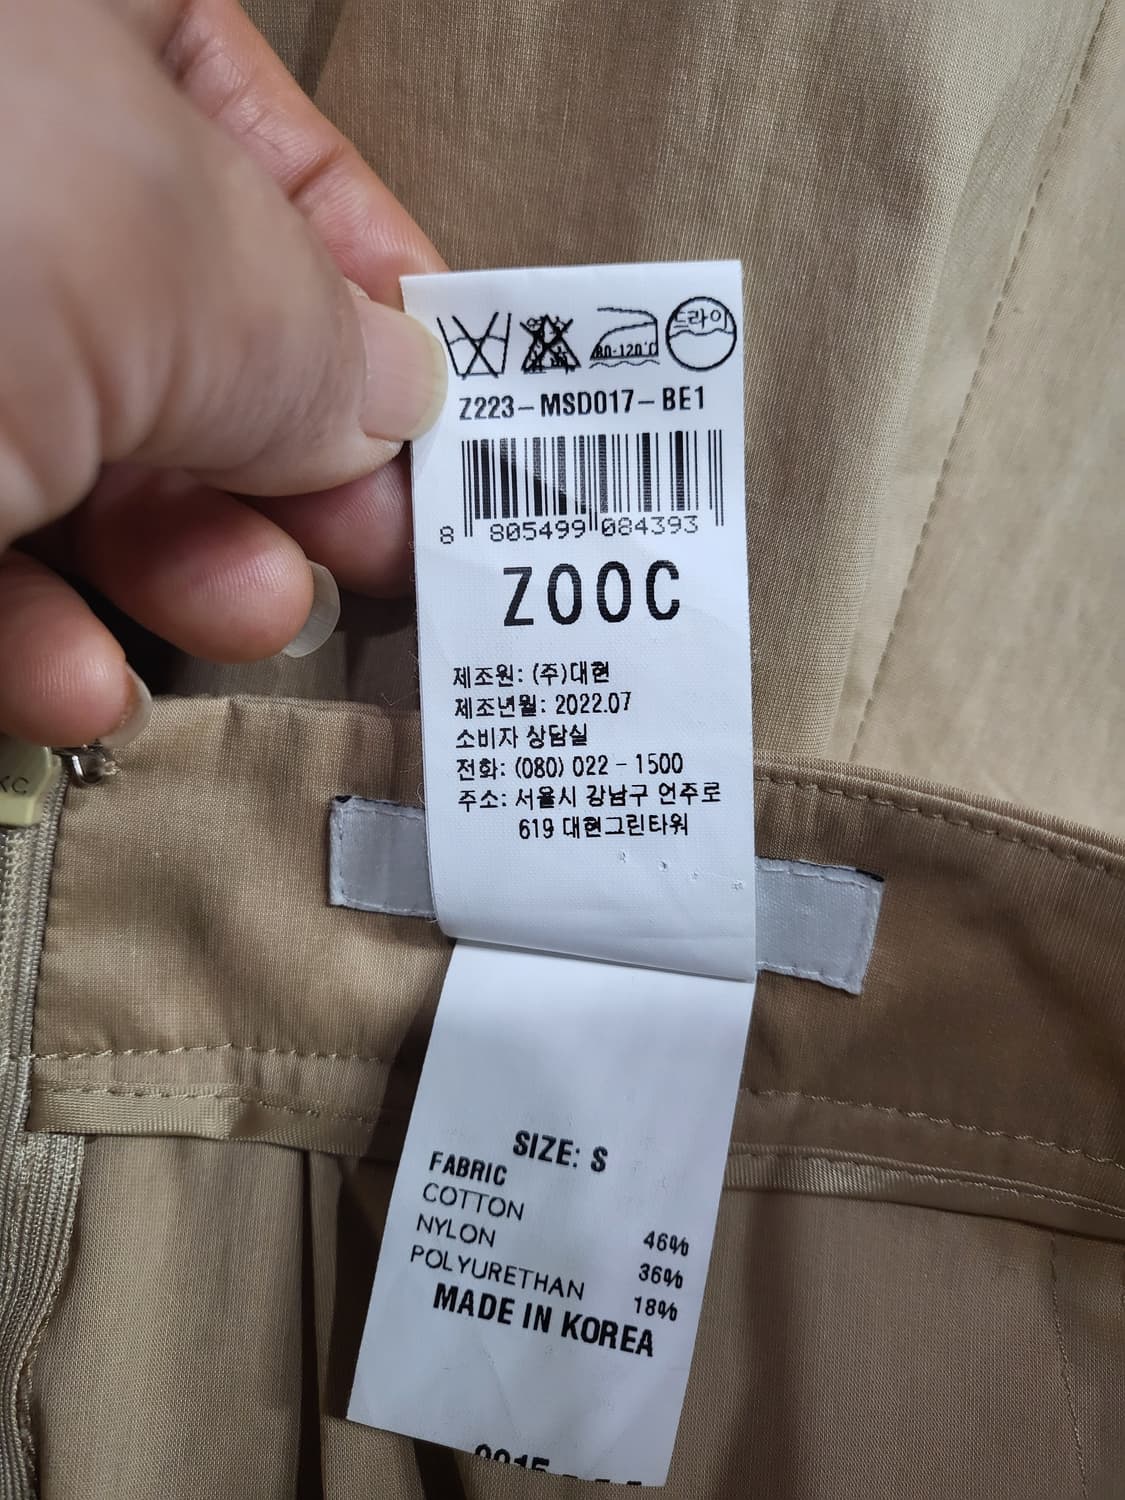 80-120℃ 드라이
Z223-MSD017-BE1
8 805499 084393
ZOOC
제조원: (주)대현
제조년월: 2022.07
소비자 상담실
전화: (080) 022-1500
주소: 서울시 강남구 언주로
619 대현그린타워
SIZE: S
FABRIC
COTTON 46%
NYLON 36%
POLYURETHAN 18%
MADE IN KOREA